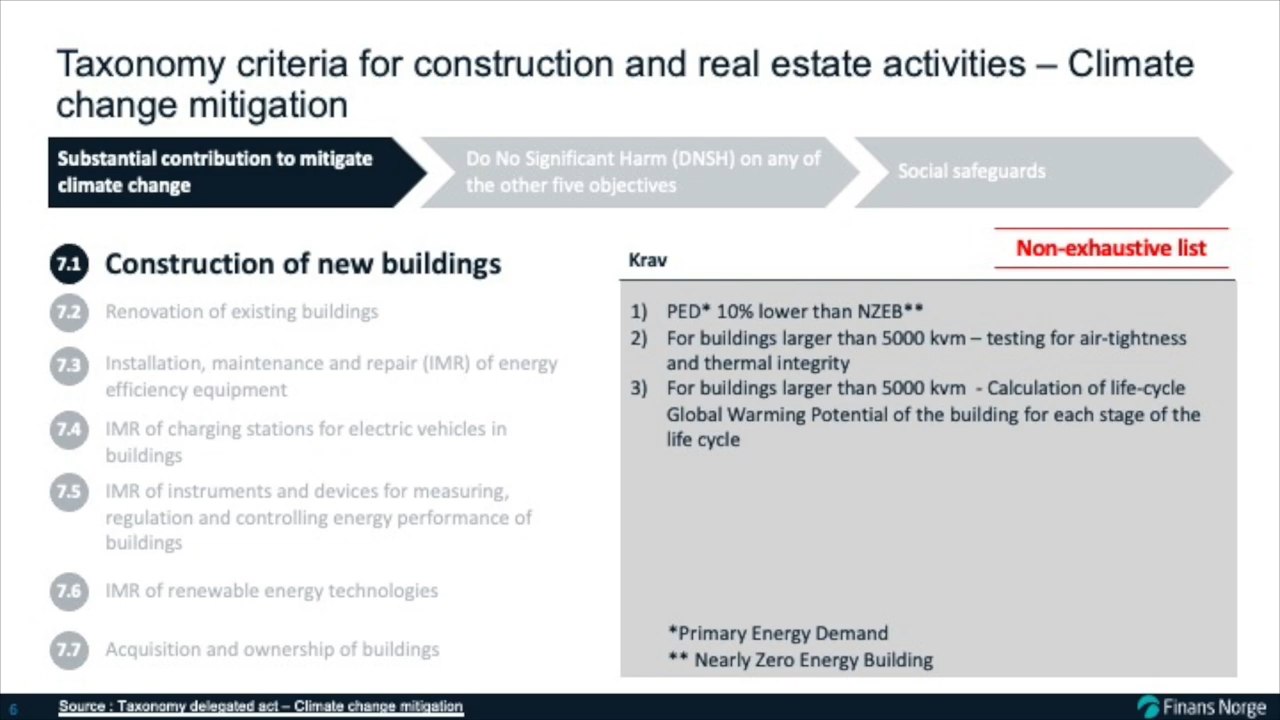 Taxonomy criteria for construction and real estate activities – Climate
change mitigation
Substantial contribution to mitigate
climate change
Do No Significant Harm (DNSH) on any of
the other five objectives
Social safeguards
7.1 Construction of new buildings
7.2 Renovation of existing buildings
7.3 Installation, maintenance and repair (IMR) of energy
efficiency equipment
7.4 IMR of charging stations for electric vehicles in
buildings
7.5 IMR of instruments and devices for measuring,
regulation and controlling energy performance of
buildings
7.6 IMR of renewable energy technologies
7.7 Acquisition and ownership of buildings
Krav
Non-exhaustive list
1) PED* 10% lower than NZEB**
2) For buildings larger than 5000 kvm – testing for air-tightness
and thermal integrity
3) For buildings larger than 5000 kvm - Calculation of life-cycle
Global Warming Potential of the building for each stage of the
life cycle
*Primary Energy Demand
** Nearly Zero Energy Building
6
Source : Taxonomy delegated act – Climate change mitigation
Finans Norge